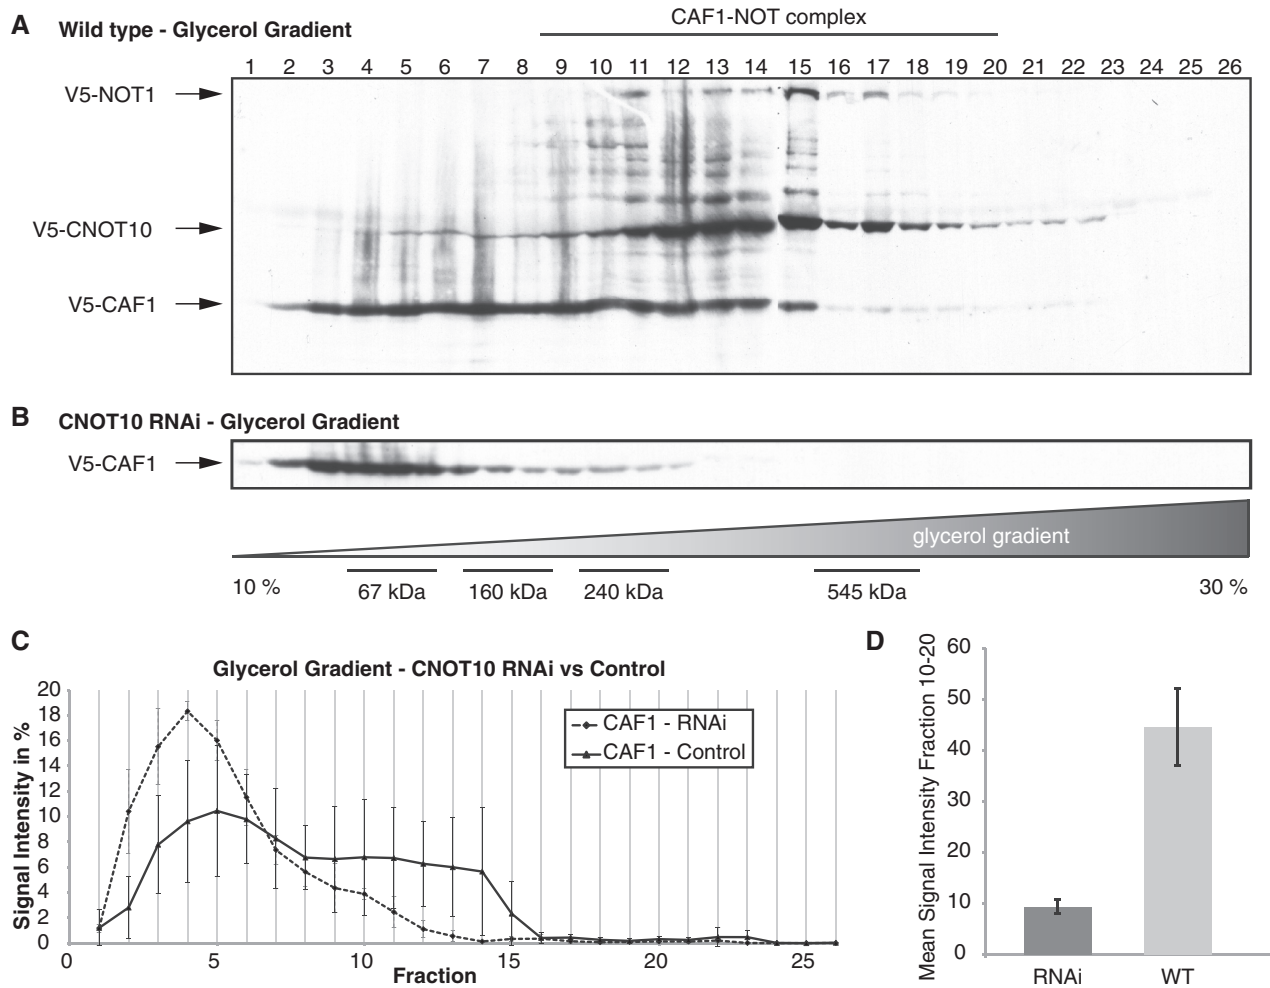 A
Wild type - Glycerol Gradient
CAF1-NOT complex
1 2 3 4 5 6 7 8 9 10 11 12 13 14 15 16 17 18 19 20 21 22 23 24 25 26
V5-NOT1
V5-CNOT10
V5-CAF1
B
CNOT10 RNAi - Glycerol Gradient
V5-CAF1
glycerol gradient
10 %
67 kDa
160 kDa
240 kDa
545 kDa
30 %
C
Glycerol Gradient - CNOT10 RNAi vs Control
Signal Intensity in %
20
18
16
14
12
10
8
6
4
2
0
CAF1 - RNAi
CAF1 - Control
0 5 10 15 20 25
Fraction
D
Mean Signal Intensity Fraction 10-20
60
50
40
30
20
10
0
RNAi
WT